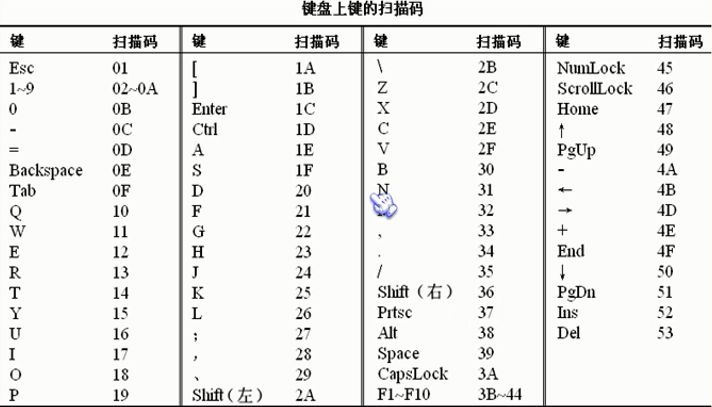 键盘上键的扫描码
键 扫描码 键 扫描码 键 扫描码 键 扫描码
Esc 01 [ 1A \ 2B NumLock 45
1~9 02~0A ] 1B Z 2C ScrollLock 46
0 0B Enter 1C X 2D Home 47
- 0C Ctrl 1D C 2E ↑ 48
= 0D A 1E V 2F PgUp 49
Backspace 0E S 1F B 30 - 4A
Tab 0F D 20 N 31 ← 4B
Q 10 F 21 32 → 4D
W 11 G 22 , 33 + 4E
E 12 H 23 . 34 End 4F
R 13 J 24 / 35 ↓ 50
T 14 K 25 Shift（右） 36 PgDn 51
Y 15 L 26 Prtsc 37 Ins 52
U 16 ; 27 Alt 38 Del 53
I 17 , 28 Space 39
O 18 、 29 CapsLock 3A
P 19 Shift（左） 2A F1~F10 3B~44